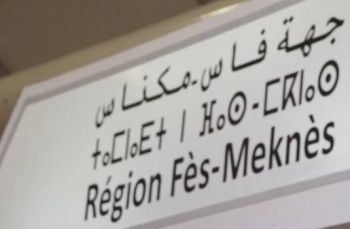 جهة فاس-مكناس
ⵜⴰⵎⵏⴰⴹⵜ ⵏ ⴼⴰⵙ-ⵎⴽⵏⴰⵙ
Région Fès-Meknès